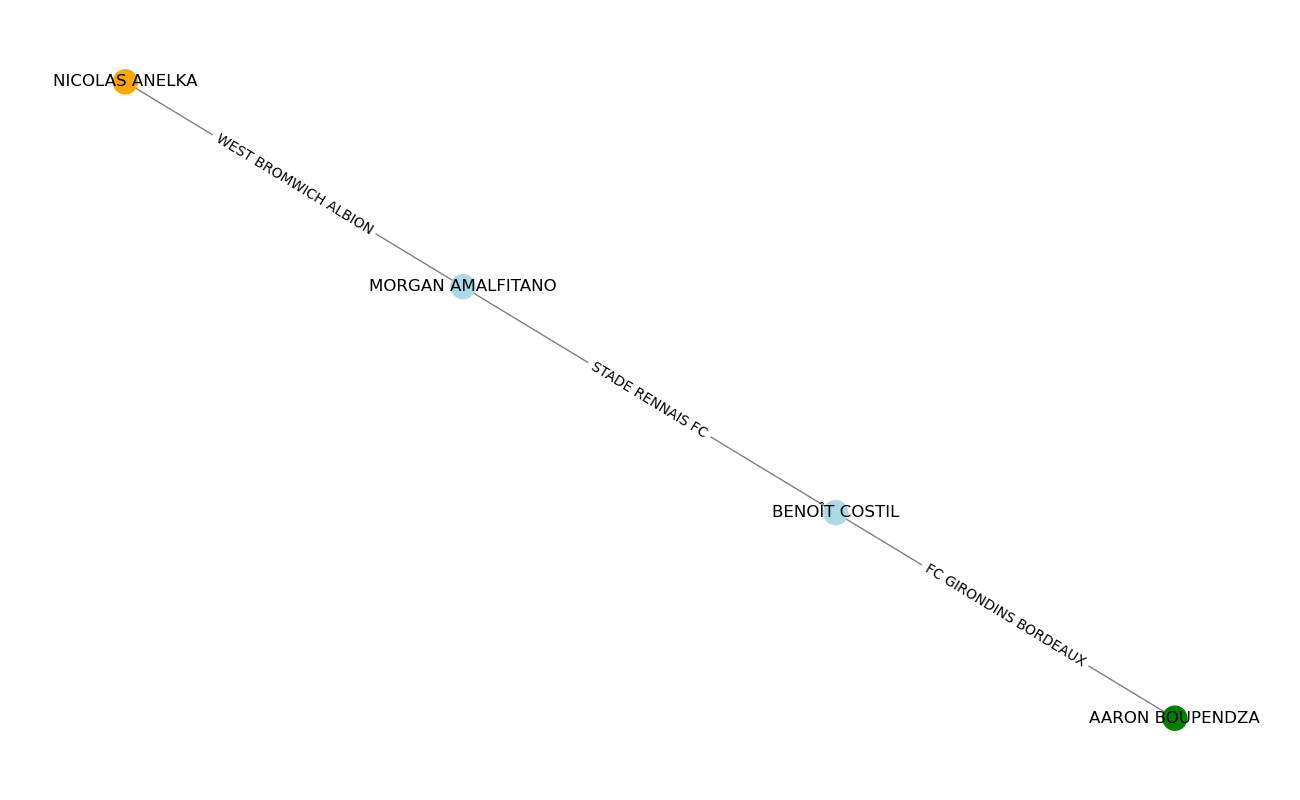 NICOLAS ANELKA
WEST BROMWICH ALBION
MORGAN AMALFITANO
STADE RENNAIS FC
BENOÎT COSTIL
FC GIRONDINS BORDEAUX
AARON BOUPENDZA